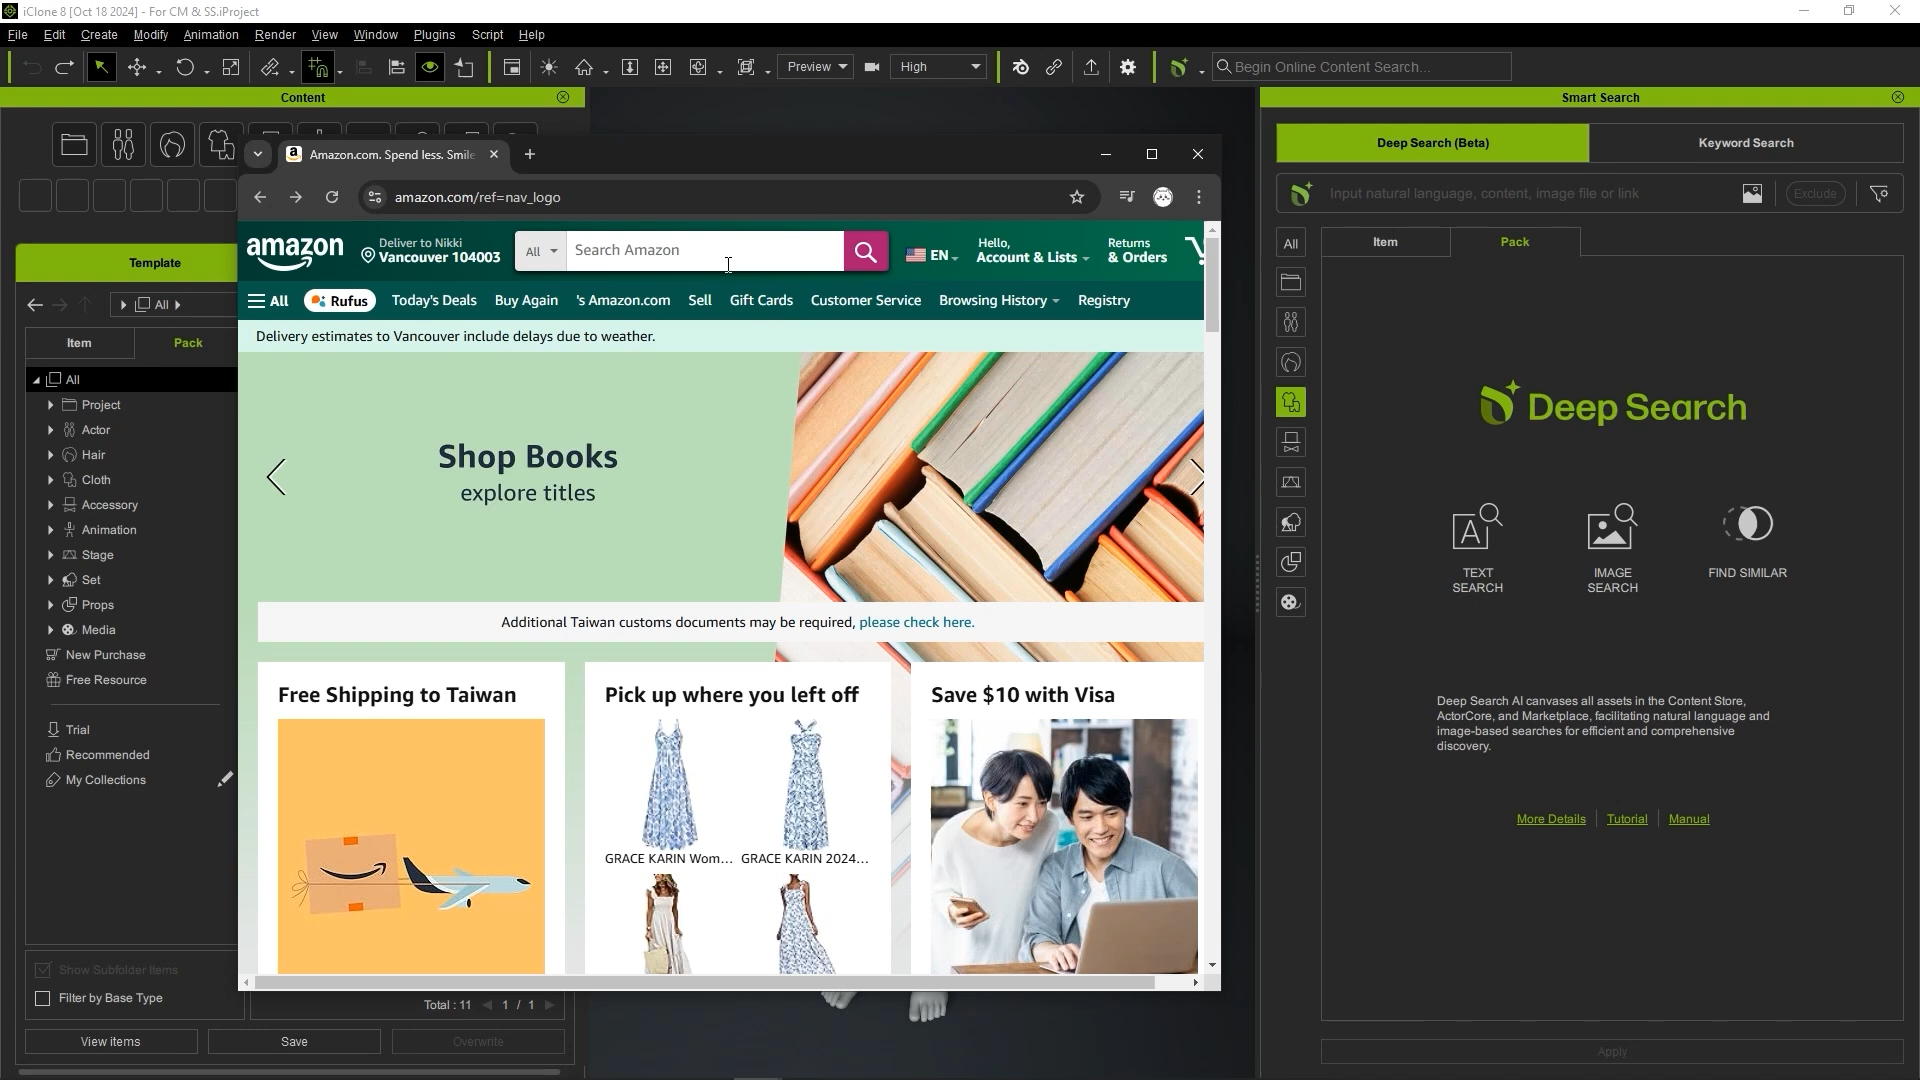 iClone 8 [Oct 18 2024] - For CM & SS.iProject
File Edit Create Modify Animation Render View Window Plugins Script Help
Preview High Begin Online Content Search...
Content
Smart Search
Amazon.com. Spend less. Smile
amazon.com/ref=nav_logo
amazon
Deliver to Nikki
Vancouver 104003
All Search Amazon
EN
Hello,
Account & Lists
Returns
& Orders
All Rufus Today's Deals Buy Again 's Amazon.com Sell Gift Cards Customer Service Browsing History Registry
Delivery estimates to Vancouver include delays due to weather.
Shop Books
explore titles
Additional Taiwan customs documents may be required, please check here.
Free Shipping to Taiwan
Pick up where you left off
GRACE KARIN Wom... GRACE KARIN 2024...
Save $10 with Visa
Template
All
Item Pack
All
Project
Actor
Hair
Cloth
Accessory
Animation
Stage
Set
Props
Media
New Purchase
Free Resource
Trial
Recommended
My Collections
Show Subfolder Items
Filter by Base Type
Total : 11 1 / 1
View items Save Overwrite
Deep Search (Beta) Keyword Search
Input natural language, content, image file or link Exclude
All
Item Pack
Deep Search
A
TEXT
SEARCH
IMAGE
SEARCH
FIND SIMILAR
Deep Search AI canvases all assets in the Content Store,
ActorCore, and Marketplace, facilitating natural language and
image-based searches for efficient and comprehensive
discovery.
More Details Tutorial Manual
Apply